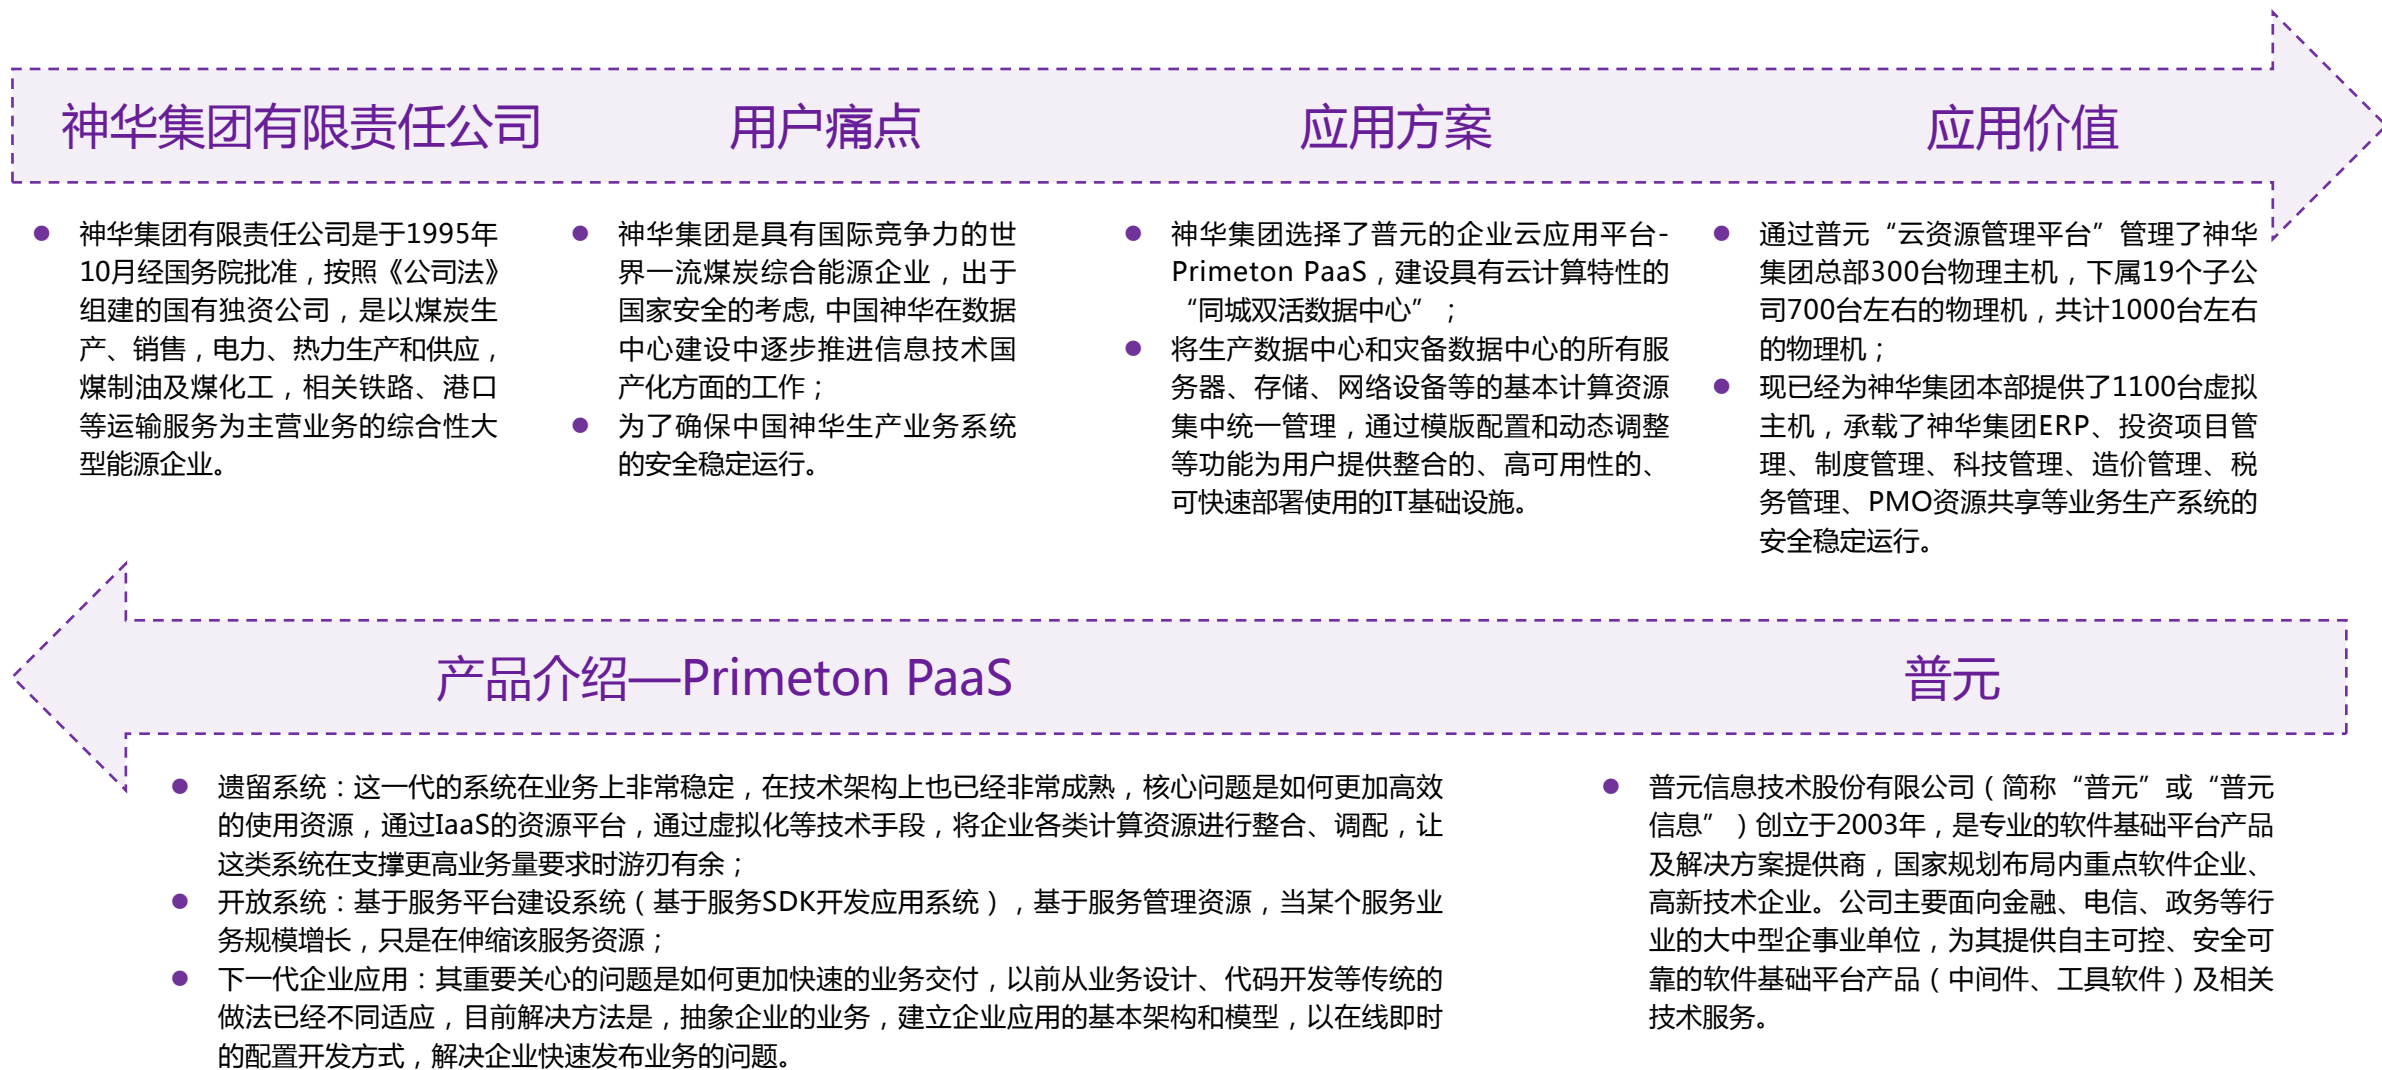 神华集团有限责任公司
用户痛点
应用方案
应用价值
神华集团有限责任公司是于1995年
10月经国务院批准，按照《公司法》
组建的国有独资公司，是以煤炭生
产、销售，电力、热力生产和供应，
煤制油及煤化工，相关铁路、港口
等运输服务为主营业务的综合性大
型能源企业。
神华集团是具有国际竞争力的世
界一流煤炭综合能源企业，出于
国家安全的考虑, 中国神华在数据
中心建设中逐步推进信息技术国
产化方面的工作；
为了确保中国神华生产业务系统
的安全稳定运行。
神华集团选择了普元的企业云应用平台-
Primeton PaaS，建设具有云计算特性的
“同城双活数据中心”；
将生产数据中心和灾备数据中心的所有服
务器、存储、网络设备等的基本计算资源
集中统一管理，通过模版配置和动态调整
等功能为用户提供整合的、高可用性的、
可快速部署使用的IT基础设施。
通过普元“云资源管理平台”管理了神华
集团总部300台物理主机，下属19个子公
司700台左右的物理机，共计1000台左右
的物理机；
现已经为神华集团本部提供了1100台虚拟
主机，承载了神华集团ERP、投资项目管
理、制度管理、科技管理、造价管理、税
务管理、PMO资源共享等业务生产系统的
安全稳定运行。
产品介绍—Primeton PaaS
普元
遗留系统：这一代的系统在业务上非常稳定，在技术架构上也已经非常成熟，核心问题是如何更加高效
的使用资源，通过IaaS的资源平台，通过虚拟化等技术手段，将企业各类计算资源进行整合、调配，让
这类系统在支撑更高业务量要求时游刃有余；
开放系统：基于服务平台建设系统（基于服务SDK开发应用系统），基于服务管理资源，当某个服务业
务规模增长，只是在伸缩该服务资源；
下一代企业应用：其重要关心的问题是如何更加快速的业务交付，以前从业务设计、代码开发等传统的
做法已经不同适应，目前解决方法是，抽象企业的业务，建立企业应用的基本架构和模型，以在线即时
的配置开发方式，解决企业快速发布业务的问题。
普元信息技术股份有限公司（简称“普元”或“普元
信息”）创立于2003年，是专业的软件基础平台产品
及解决方案提供商，国家规划布局内重点软件企业、
高新技术企业。公司主要面向金融、电信、政务等行
业的大中型企事业单位，为其提供自主可控、安全可
靠的软件基础平台产品（中间件、工具软件）及相关
技术服务。